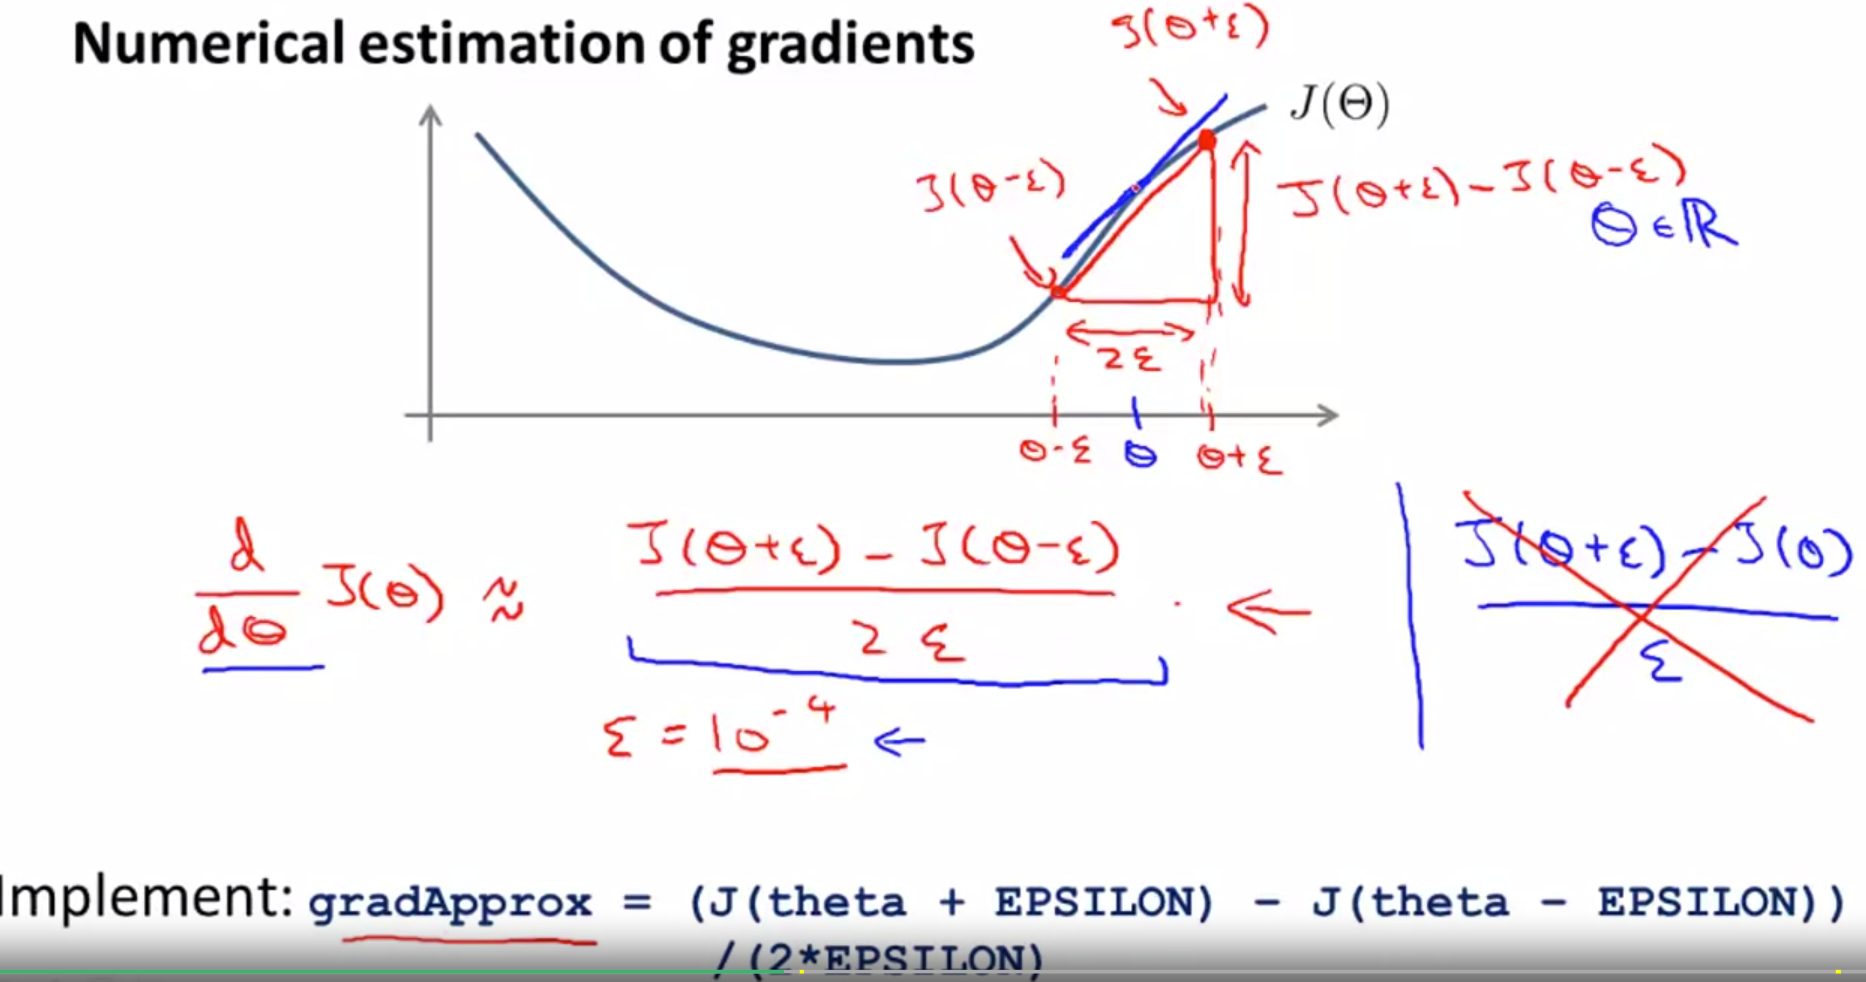 Numerical estimation of gradients
J(θ+ε)
J(Θ)
J(θ-ε)
J(θ+ε)-J(θ-ε)
θ∈ℝ
2ε
θ-ε θ θ+ε
d/dθ J(θ) ≈ J(θ+ε) - J(θ-ε) / 2ε ←
J(θ+ε) - J(θ) / ε
ε = 10^-4 ←
Implement: gradApprox = (J(theta + EPSILON) - J(theta - EPSILON))
/(2*EPSILON)